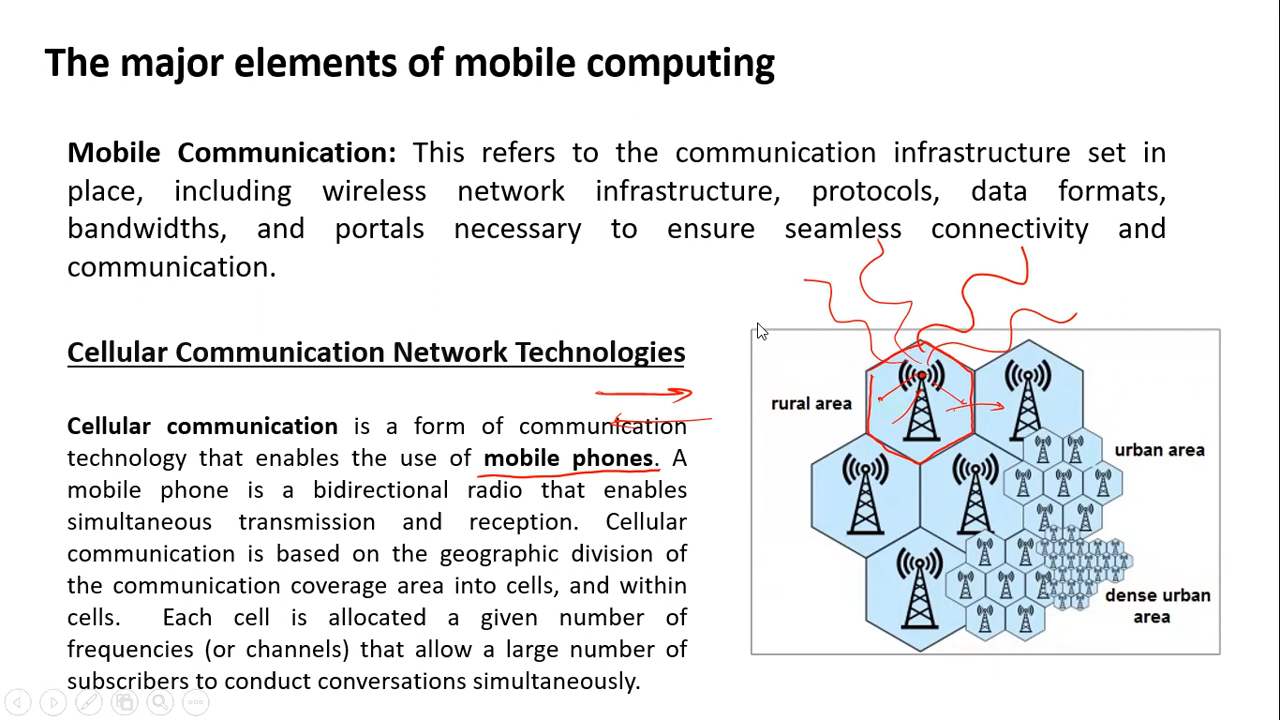 The major elements of mobile computing
Mobile Communication: This refers to the communication infrastructure set in
place, including wireless network infrastructure, protocols, data formats,
bandwidths, and portals necessary to ensure seamless connectivity and
communication.
Cellular Communication Network Technologies
Cellular communication is a form of communication
technology that enables the use of mobile phones. A
mobile phone is a bidirectional radio that enables
simultaneous transmission and reception. Cellular
communication is based on the geographic division of
the communication coverage area into cells, and within
cells. Each cell is allocated a given number of
frequencies (or channels) that allow a large number of
subscribers to conduct conversations simultaneously.
rural area
urban area
dense urban
area